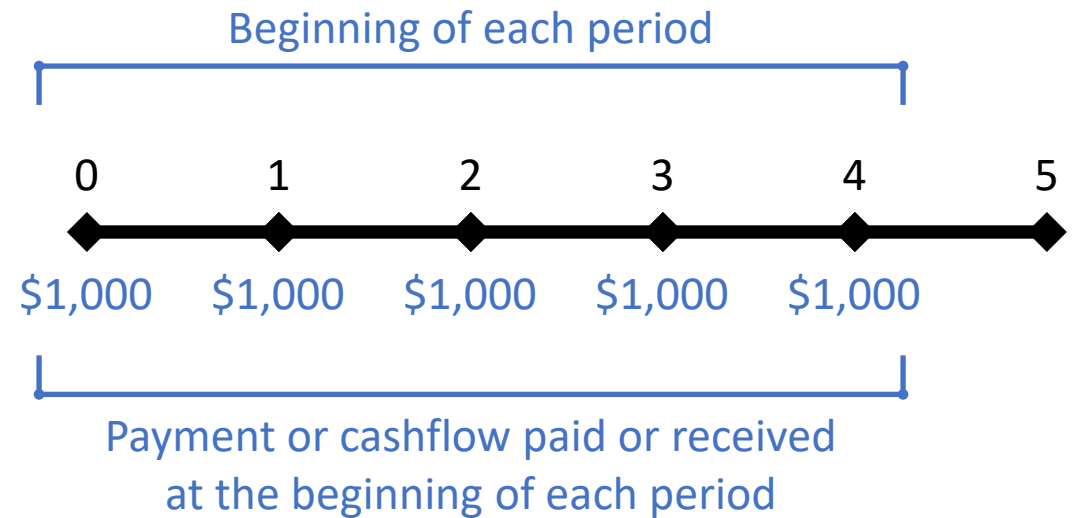 Beginning of each period
0 1 2 3 4 5
$1,000 $1,000 $1,000 $1,000 $1,000
Payment or cashflow paid or received
at the beginning of each period